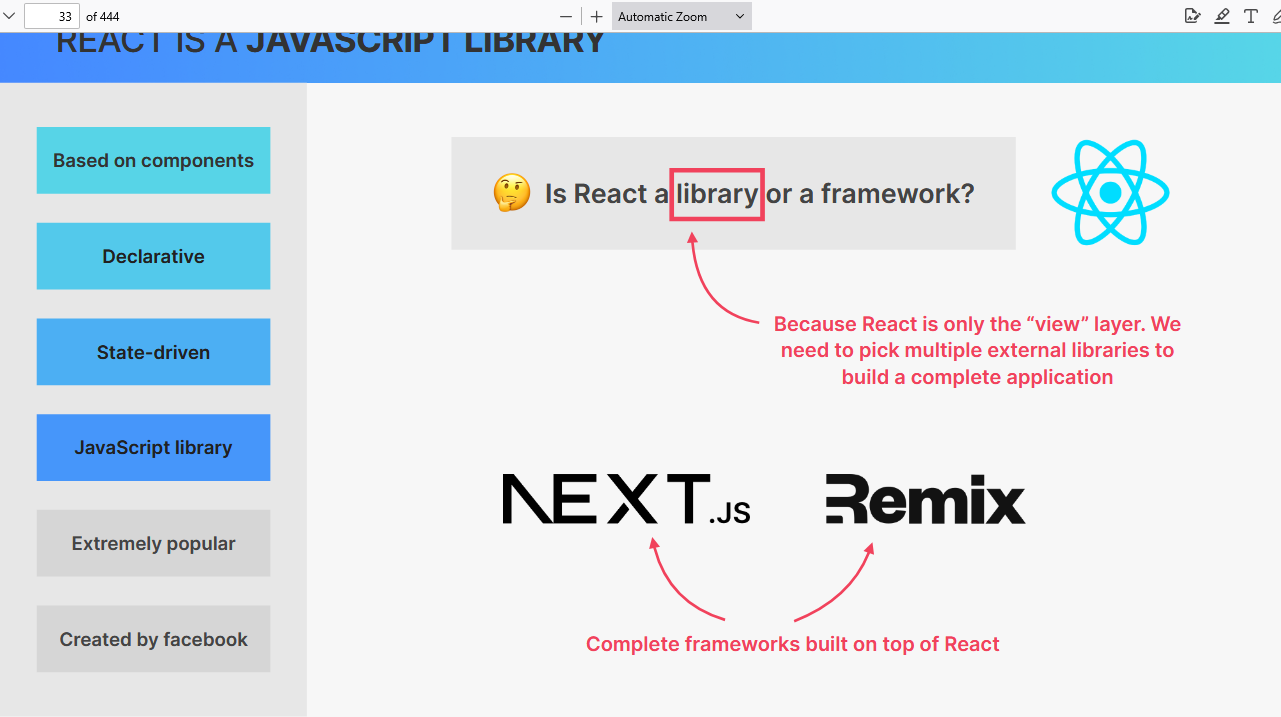 33 of 444
Automatic Zoom
REACT IS A JAVASCRIPT LIBRARY
Based on components
Declarative
State-driven
JavaScript library
Extremely popular
Created by facebook
🤔 Is React a library or a framework?
Because React is only the “view” layer. We
need to pick multiple external libraries to
build a complete application
NEXT.JS
Remix
Complete frameworks built on top of React